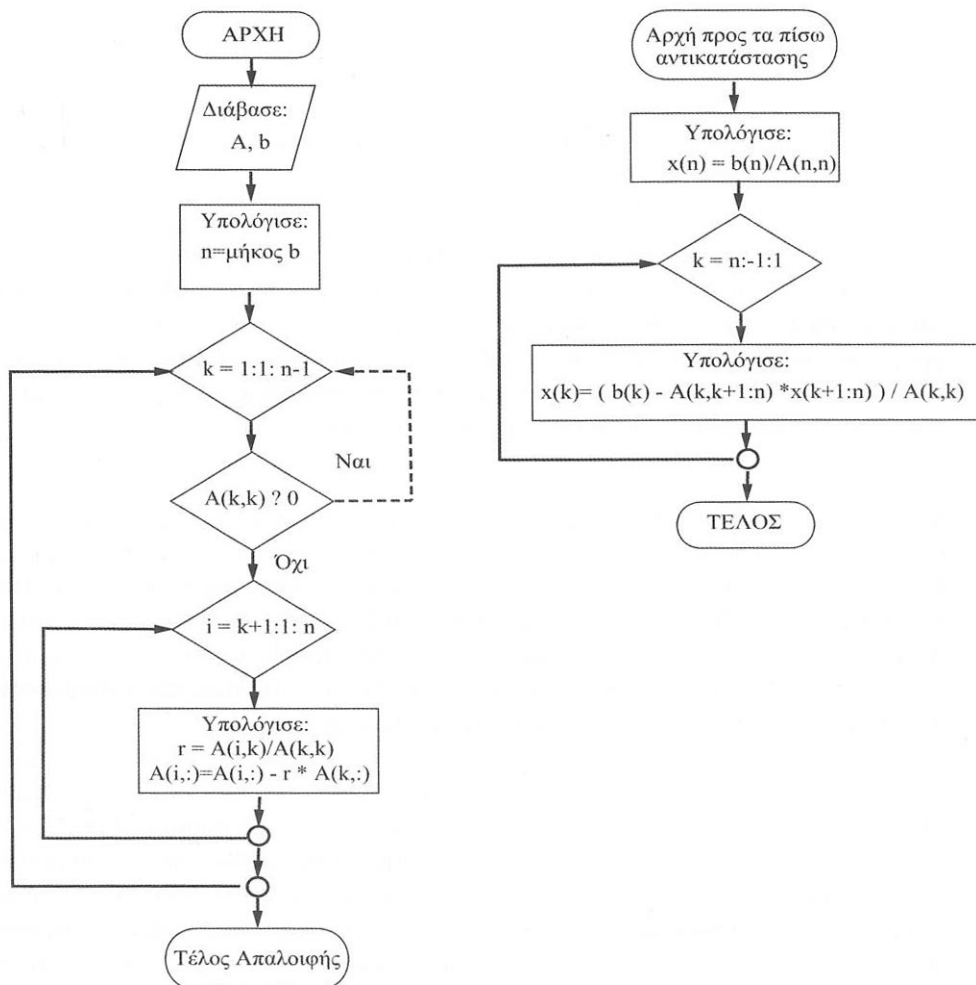 ΑΡΧΗ
Διάβασε:
A, b
Υπολόγισε:
n=μήκος b
k = 1:1: n-1
Ναι
A(k,k) ? 0
Όχι
i = k+1:1: n
Υπολόγισε:
r = A(i,k)/A(k,k)
A(i,:)=A(i,:) - r * A(k,:)
Τέλος Απαλοιφής
Αρχή προς τα πίσω
αντικατάστασης
Υπολόγισε:
x(n) = b(n)/A(n,n)
k = n:-1:1
Υπολόγισε:
x(k)= ( b(k) - A(k,k+1:n) *x(k+1:n) ) / A(k,k)
ΤΕΛΟΣ